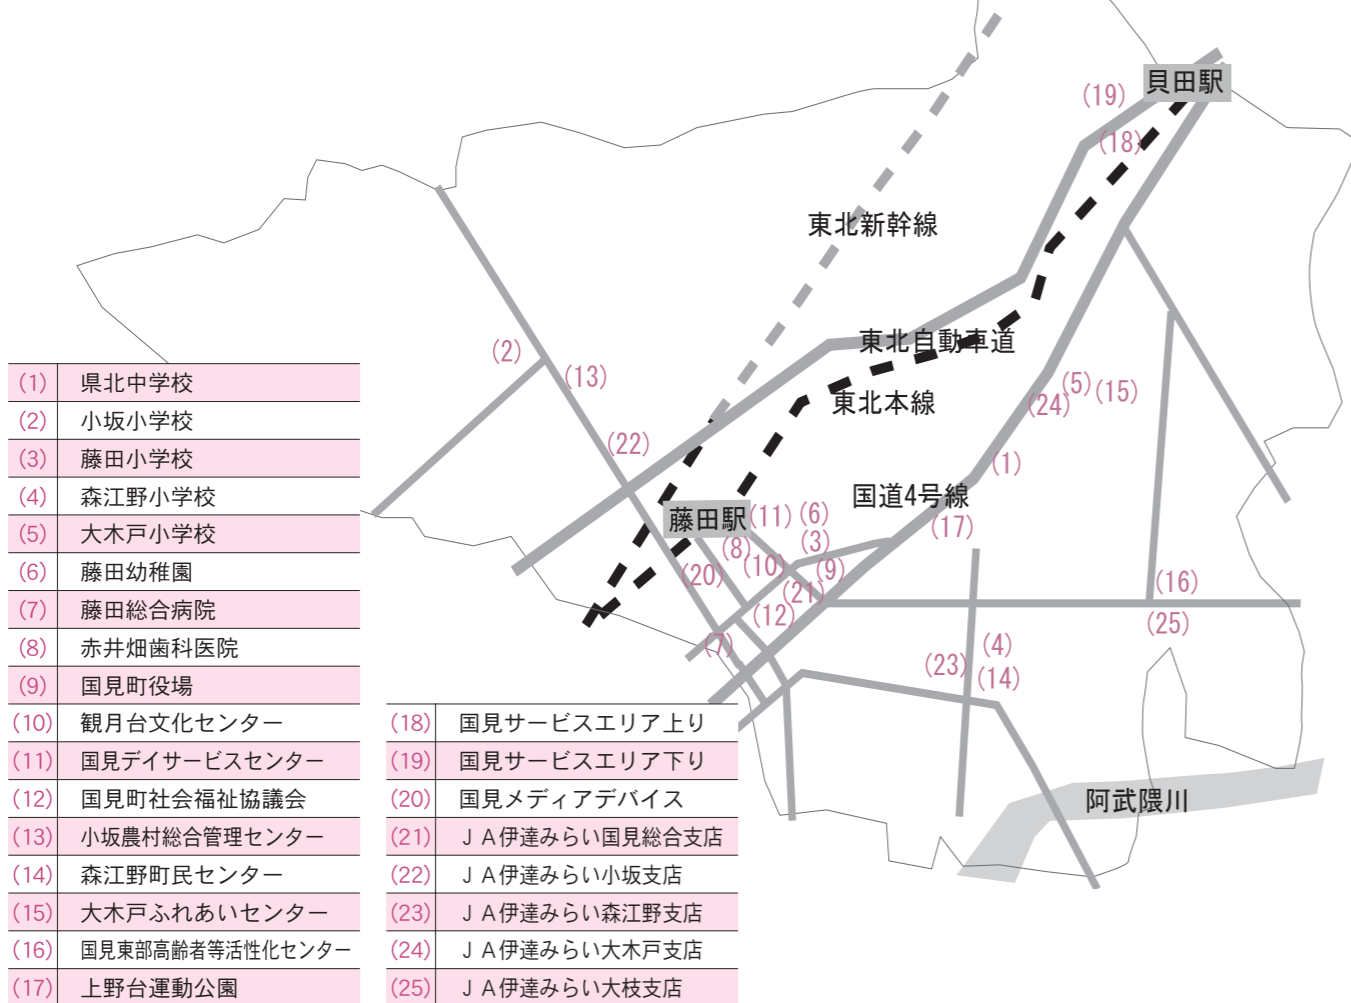 貝田駅
(19)
(18)
東北新幹線
東北自動車道
(2)
(13)
(5)
(15)
(24)
東北本線
(22)
(1)
国道4号線
藤田駅
(11)
(6)
(17)
(3)
(8)
(10)
(9)
(20)
(21)
(16)
(12)
(25)
(7)
(4)
(23)
(14)
阿武隈川
(1) 県北中学校
(2) 小坂小学校
(3) 藤田小学校
(4) 森江野小学校
(5) 大木戸小学校
(6) 藤田幼稚園
(7) 藤田総合病院
(8) 赤井畑歯科医院
(9) 国見町役場
(10) 観月台文化センター
(11) 国見デイサービスセンター
(12) 国見町社会福祉協議会
(13) 小坂農村総合管理センター
(14) 森江野町民センター
(15) 大木戸ふれあいセンター
(16) 国見東部高齢者等活性化センター
(17) 上野台運動公園
(18) 国見サービスエリア上り
(19) 国見サービスエリア下り
(20) 国見メディアデバイス
(21) ＪＡ伊達みらい国見総合支店
(22) ＪＡ伊達みらい小坂支店
(23) ＪＡ伊達みらい森江野支店
(24) ＪＡ伊達みらい大木戸支店
(25) ＪＡ伊達みらい大枝支店